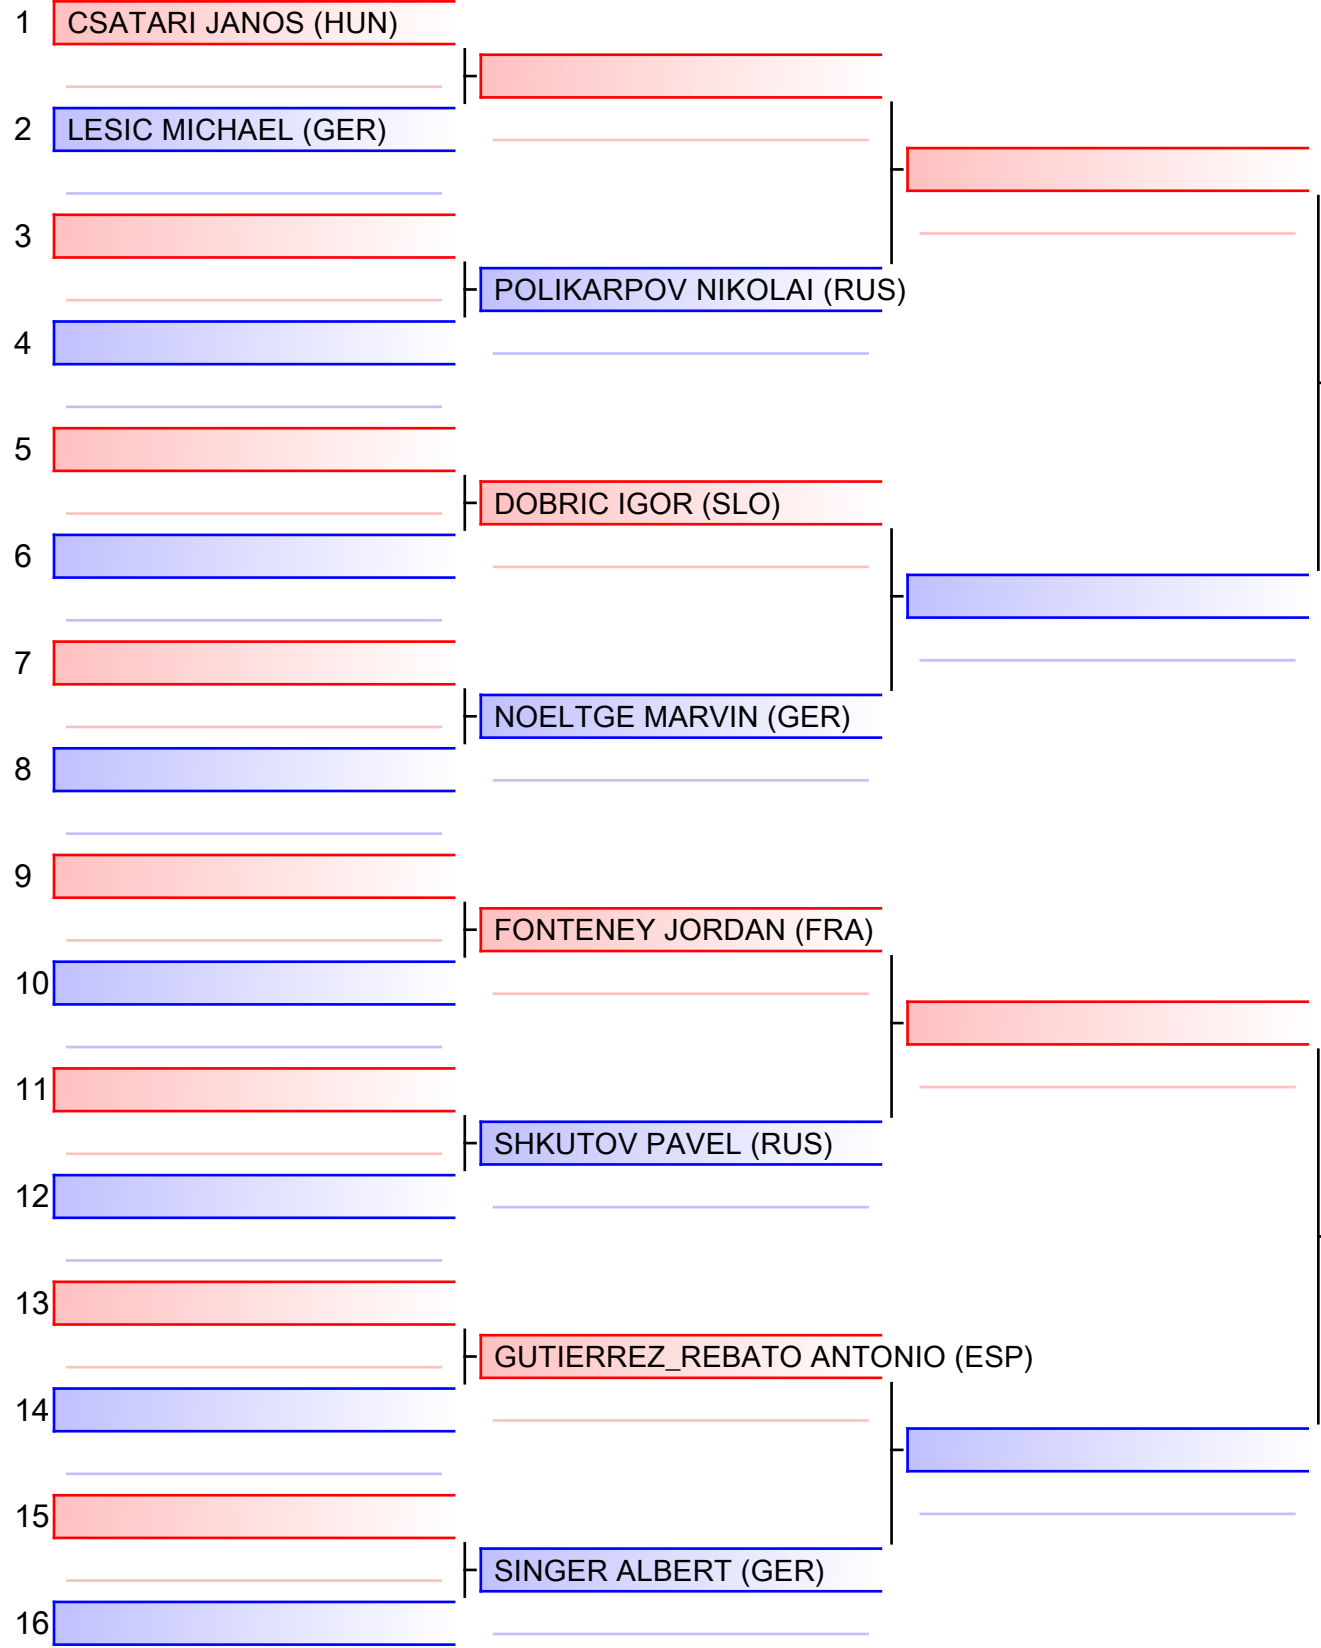 1 CSATARI JANOS (HUN)
2 LESIC MICHAEL (GER)
3
POLIKARPOV NIKOLAI (RUS)
4
5
DOBRIC IGOR (SLO)
6
7
NOELTGE MARVIN (GER)
8
9
FONTENEY JORDAN (FRA)
10
11
SHKUTOV PAVEL (RUS)
12
13
GUTIERREZ_REBATO ANTONIO (ESP)
14
15
SINGER ALBERT (GER)
16